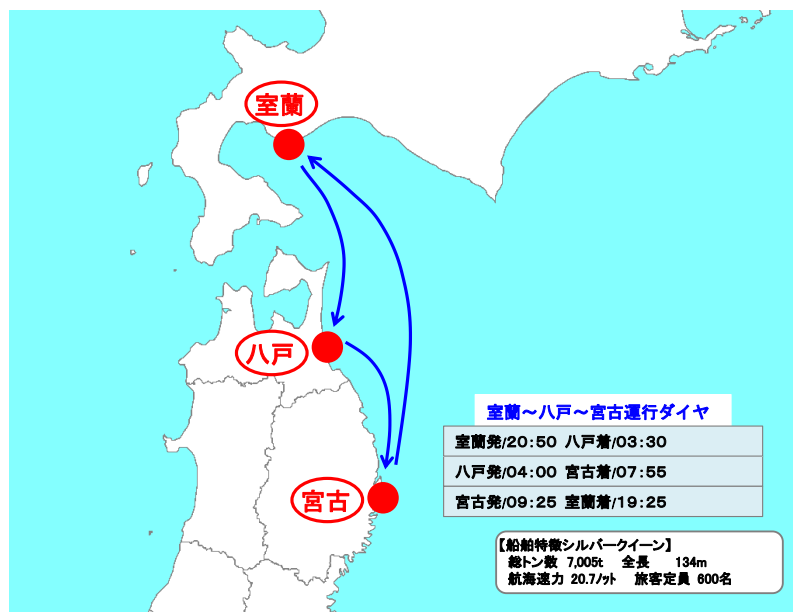 室蘭
八戸
宮古
室蘭～八戸～宮古運行ダイヤ
室蘭発/20:50 八戸着/03:30
八戸発/04:00 宮古着/07:55
宮古発/09:25 室蘭着/19:25
【船舶特徴シルバークイーン】
総トン数 7,005t 全長 134m
航海速力 20.7ノット 旅客定員 600名